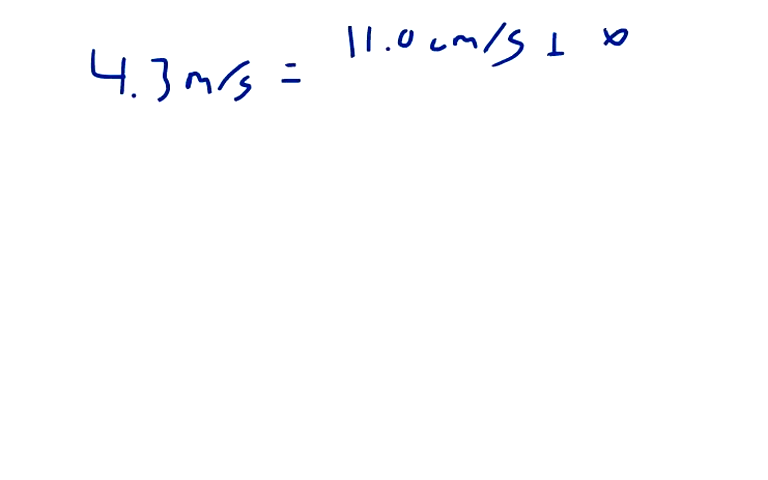 4.3 m/s = 11.0 cm/s ⊥ ∞